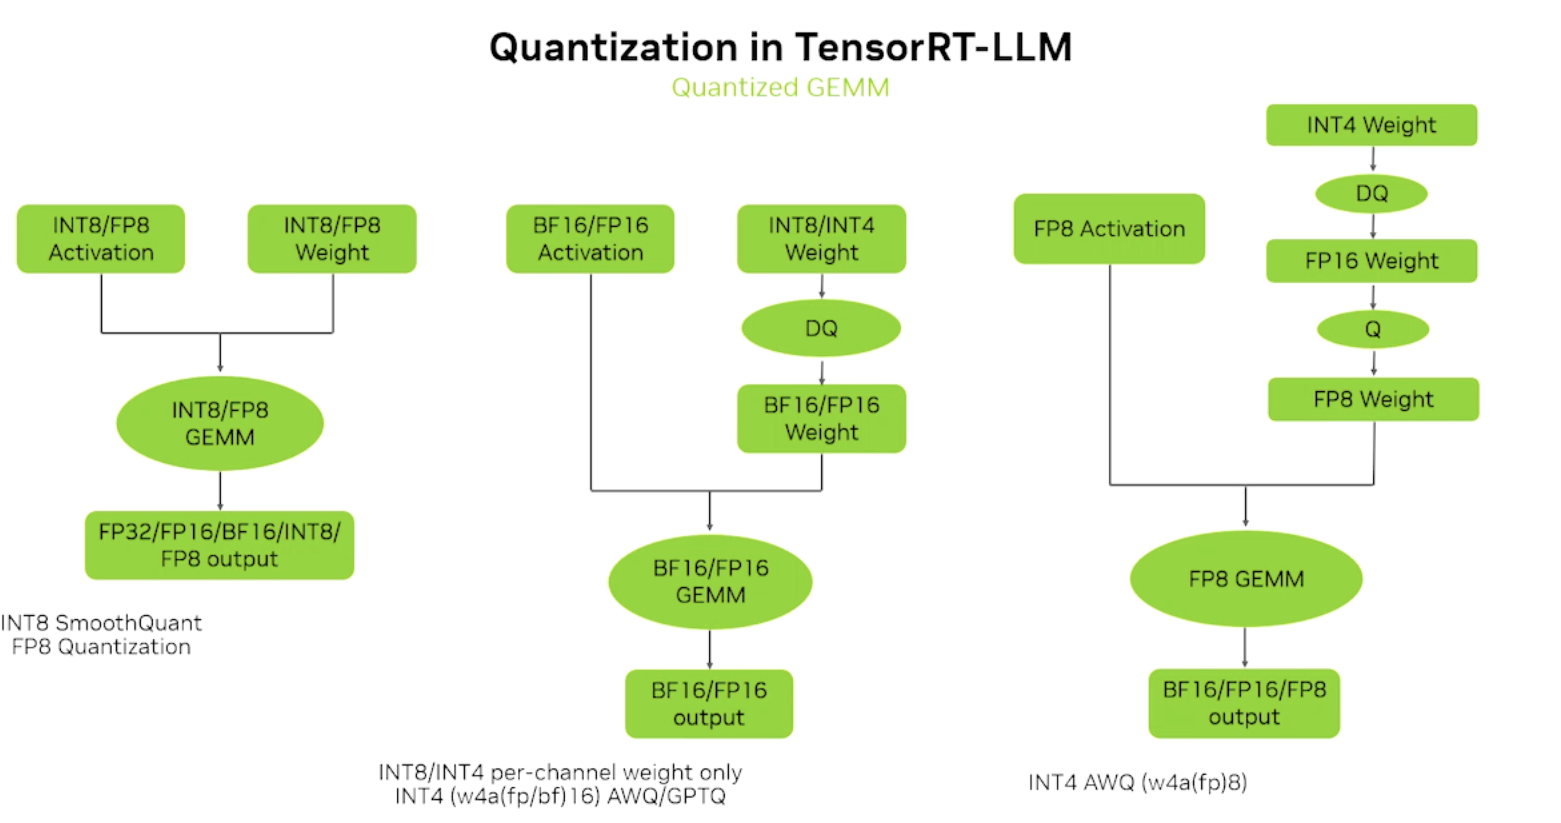 Quantization in TensorRT-LLM
Quantized GEMM
INT8/FP8
Activation
INT8/FP8
Weight
INT8/FP8
GEMM
FP32/FP16/BF16/INT8/
FP8 output
INT8 SmoothQuant
FP8 Quantization
BF16/FP16
Activation
INT8/INT4
Weight
DQ
BF16/FP16
Weight
BF16/FP16
GEMM
BF16/FP16
output
INT8/INT4 per-channel weight only
INT4 (w4a(fp/bf)16) AWQ/GPTQ
FP8 Activation
INT4 Weight
DQ
FP16 Weight
Q
FP8 Weight
FP8 GEMM
BF16/FP16/FP8
output
INT4 AWQ (w4a(fp)8)